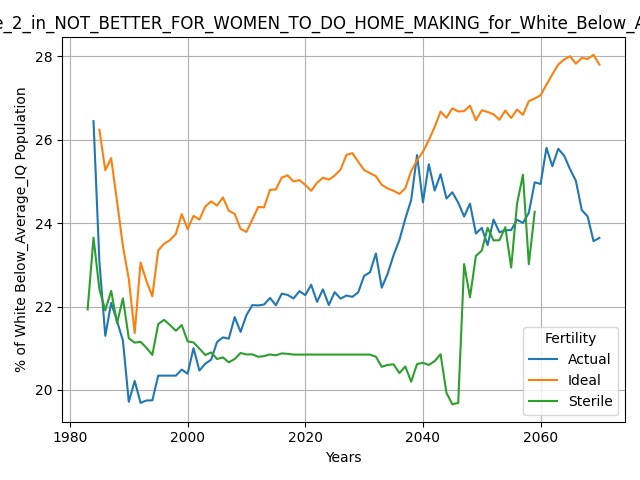 e_2_in_NOT_BETTER_FOR_WOMEN_TO_DO_HOME_MAKING_for_White_Below_A
% of White Below_Average_IQ Population
28
26
24
22
20
1980
2000
2020
2040
2060
Years
Fertility
Actual
Ideal
Sterile